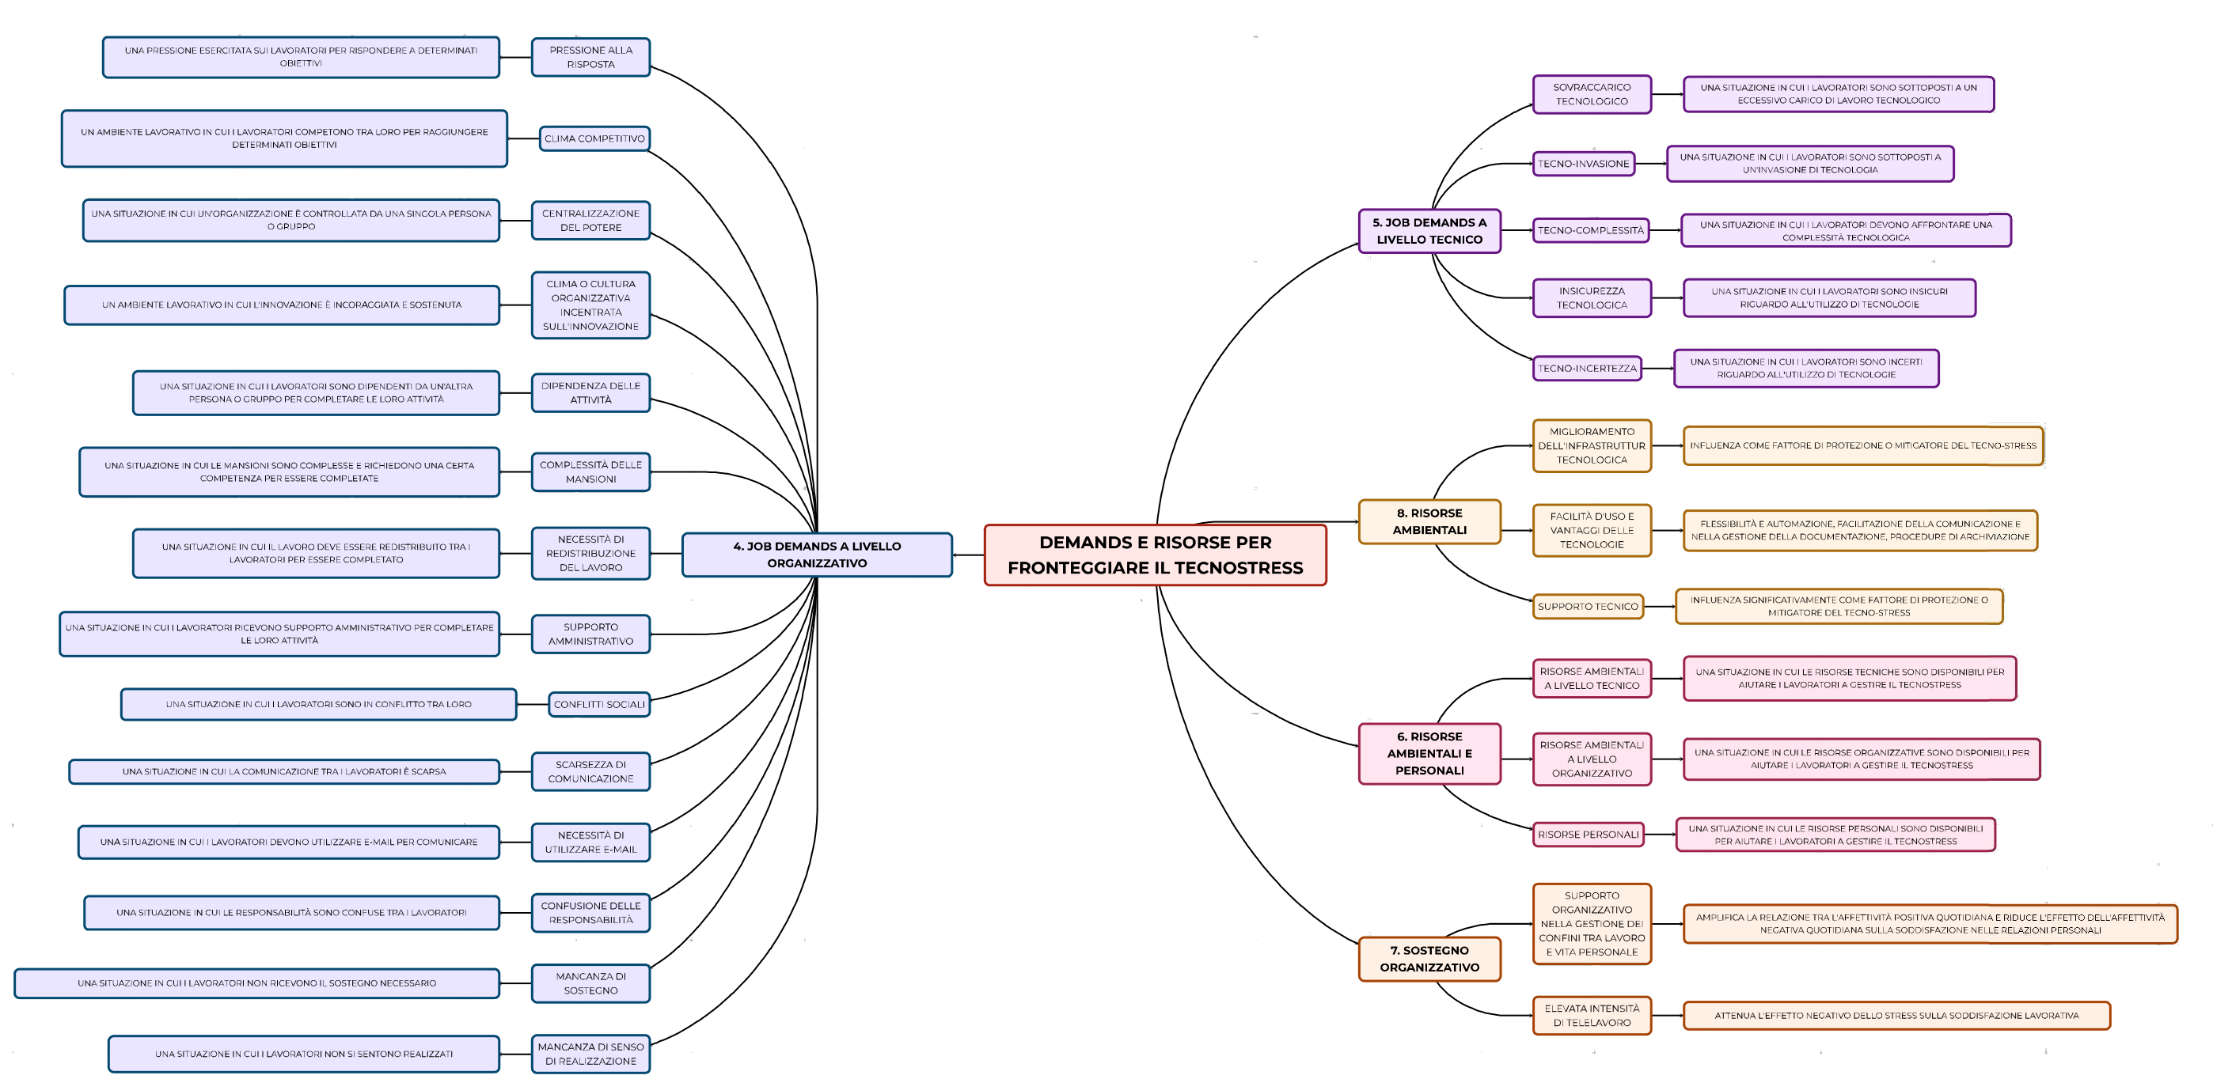 UNA PRESSIONE ESERCITATA SUI LAVORATORI PER RISPONDERE A DETERMINATI
OBIETTIVI
PRESSIONE ALLA
RISPOSTA
UN AMBIENTE LAVORATIVO IN CUI I LAVORATORI COMPETONO TRA LORO PER RAGGIUNGERE
DETERMINATI OBIETTIVI
CLIMA COMPETITIVO
UNA SITUAZIONE IN CUI UN'ORGANIZZAZIONE È CONTROLLATA DA UNA SINGOLA PERSONA
O GRUPPO
CENTRALIZZAZIONE
DEL POTERE
UN AMBIENTE LAVORATIVO IN CUI L'INNOVAZIONE È INCORAGGIATA E SOSTENUTA
CLIMA O CULTURA
ORGANIZZATIVA
INCENTRATA
SULL'INNOVAZIONE
UNA SITUAZIONE IN CUI I LAVORATORI SONO DIPENDENTI DA UN'ALTRA
PERSONA O GRUPPO PER COMPLETARE LE LORO ATTIVITÀ
DIPENDENZA DELLE
ATTIVITÀ
UNA SITUAZIONE IN CUI LE MANSIONI SONO COMPLESSE E RICHIEDONO UNA CERTA
COMPETENZA PER ESSERE COMPLETATE
COMPLESSITÀ DELLE
MANSIONI
UNA SITUAZIONE IN CUI IL LAVORO DEVE ESSERE REDISTRIBUITO TRA I
LAVORATORI PER ESSERE COMPLETATO
NECESSITÀ DI
REDISTRIBUZIONE
DEL LAVORO
UNA SITUAZIONE IN CUI I LAVORATORI RICEVONO SUPPORTO AMMINISTRATIVO PER COMPLETARE
LE LORO ATTIVITÀ
SUPPORTO
AMMINISTRATIVO
UNA SITUAZIONE IN CUI I LAVORATORI SONO IN CONFLITTO TRA LORO
CONFLITTI SOCIALI
UNA SITUAZIONE IN CUI LA COMUNICAZIONE TRA I LAVORATORI È SCARSA
SCARSEZZA DI
COMUNICAZIONE
UNA SITUAZIONE IN CUI I LAVORATORI DEVONO UTILIZZARE E-MAIL PER COMUNICARE
NECESSITÀ DI
UTILIZZARE E-MAIL
UNA SITUAZIONE IN CUI LE RESPONSABILITÀ SONO CONFUSE TRA I LAVORATORI
CONFUSIONE DELLE
RESPONSABILITÀ
UNA SITUAZIONE IN CUI I LAVORATORI NON RICEVONO IL SOSTEGNO NECESSARIO
MANCANZA DI
SOSTEGNO
UNA SITUAZIONE IN CUI I LAVORATORI NON SI SENTONO REALIZZATI
MANCANZA DI SENSO
DI REALIZZAZIONE
4. JOB DEMANDS A LIVELLO
ORGANIZZATIVO
DEMANDS E RISORSE PER
FRONTEGGIARE IL TECNOSTRESS
5. JOB DEMANDS A
LIVELLO TECNICO
SOVRACCARICO
TECNOLOGICO
UNA SITUAZIONE IN CUI I LAVORATORI SONO SOTTOPOSTI A UN
ECCESSIVO CARICO DI LAVORO TECNOLOGICO
TECNO-INVASIONE
UNA SITUAZIONE IN CUI I LAVORATORI SONO SOTTOPOSTI A
UN'INVASIONE DI TECNOLOGIA
TECNO-COMPLESSITÀ
UNA SITUAZIONE IN CUI I LAVORATORI DEVONO AFFRONTARE UNA
COMPLESSITÀ TECNOLOGICA
INSICUREZZA
TECNOLOGICA
UNA SITUAZIONE IN CUI I LAVORATORI SONO INSICURI
RIGUARDO ALL'UTILIZZO DI TECNOLOGIE
TECNO-INCERTEZZA
UNA SITUAZIONE IN CUI I LAVORATORI SONO INCERTI
RIGUARDO ALL'UTILIZZO DI TECNOLOGIE
8. RISORSE
AMBIENTALI
MIGLIORAMENTO
DELL'INFRASTRUTTUR
TECNOLOGICA
INFLUENZA COME FATTORE DI PROTEZIONE O MITIGATORE DEL TECNO-STRESS
FACILITÀ D'USO E
VANTAGGI DELLE
TECNOLOGIE
FLESSIBILITÀ E AUTOMAZIONE, FACILITAZIONE DELLA COMUNICAZIONE E
NELLA GESTIONE DELLA DOCUMENTAZIONE, PROCEDURE DI ARCHIVIAZIONE
SUPPORTO TECNICO
INFLUENZA SIGNIFICATIVAMENTE COME FATTORE DI PROTEZIONE O
MITIGATORE DEL TECNO-STRESS
6. RISORSE
AMBIENTALI E
PERSONALI
RISORSE AMBIENTALI
A LIVELLO TECNICO
UNA SITUAZIONE IN CUI LE RISORSE TECNICHE SONO DISPONIBILI PER
AIUTARE I LAVORATORI A GESTIRE IL TECNOSTRESS
RISORSE AMBIENTALI
A LIVELLO
ORGANIZZATIVO
UNA SITUAZIONE IN CUI LE RISORSE ORGANIZZATIVE SONO DISPONIBILI PER
AIUTARE I LAVORATORI A GESTIRE IL TECNOSTRESS
RISORSE PERSONALI
UNA SITUAZIONE IN CUI LE RISORSE PERSONALI SONO DISPONIBILI
PER AIUTARE I LAVORATORI A GESTIRE IL TECNOSTRESS
7. SOSTEGNO
ORGANIZZATIVO
SUPPORTO
ORGANIZZATIVO
NELLA GESTIONE DEI
CONFINI TRA LAVORO
E VITA PERSONALE
AMPLIFICA LA RELAZIONE TRA L'AFFETTIVITÀ POSITIVA QUOTIDIANA E RIDUCE L'EFFETTO DELL'AFFETTIVITÀ
NEGATIVA QUOTIDIANA SULLA SODDISFAZIONE NELLE RELAZIONI PERSONALI
ELEVATA INTENSITÀ
DI TELELAVORO
ATTENUA L'EFFETTO NEGATIVO DELLO STRESS SULLA SODDISFAZIONE LAVORATIVA